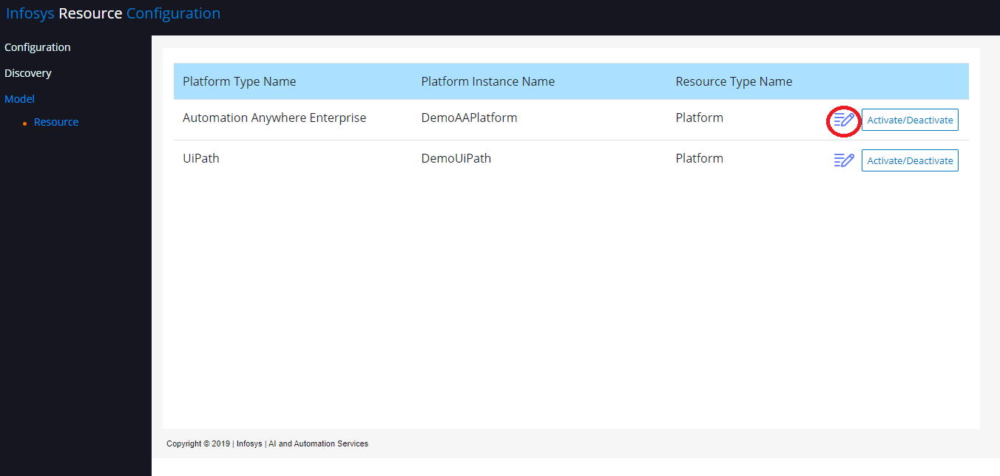 Infosys Resource Configuration
Configuration
Discovery
Model
Resource
Platform Type Name Platform Instance Name Resource Type Name
Automation Anywhere Enterprise DemoAAPlatform Platform Activate/Deactivate
UiPath DemoUiPath Platform Activate/Deactivate
Copyright © 2019 | Infosys | AI and Automation Services